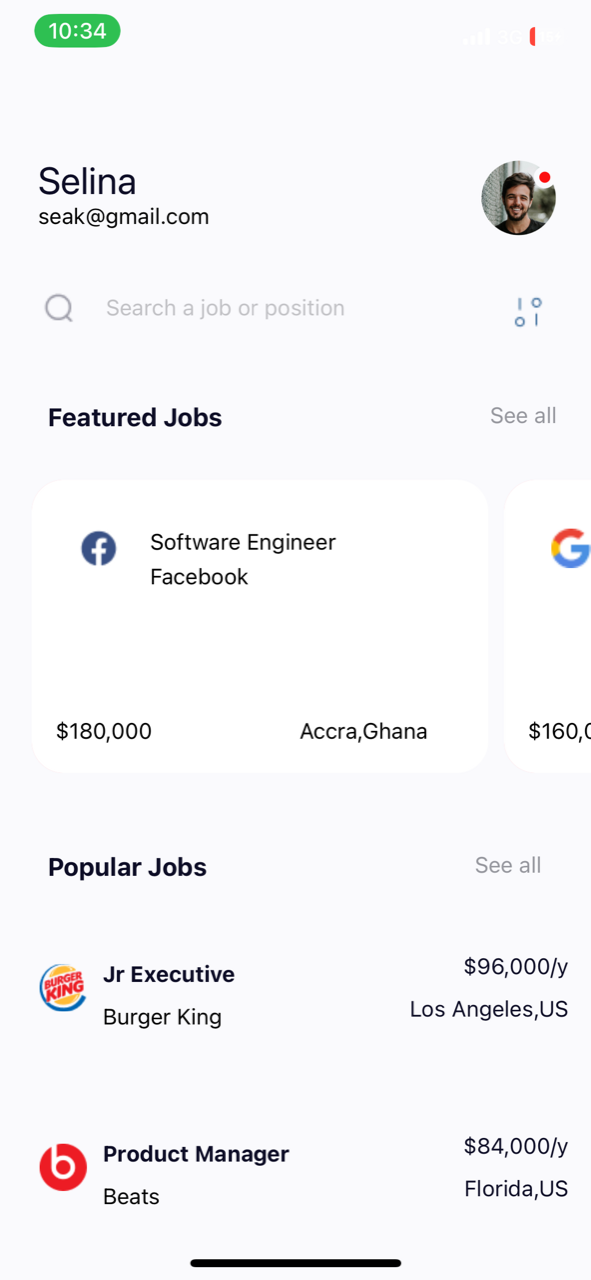 10:34
Selina
seak@gmail.com
Search a job or position
Featured Jobs
See all
Software Engineer
Facebook
$180,000
Accra,Ghana
$160,0
Popular Jobs
See all
BURGER
KING
Jr Executive
Burger King
$96,000/y
Los Angeles,US
Product Manager
Beats
$84,000/y
Florida,US